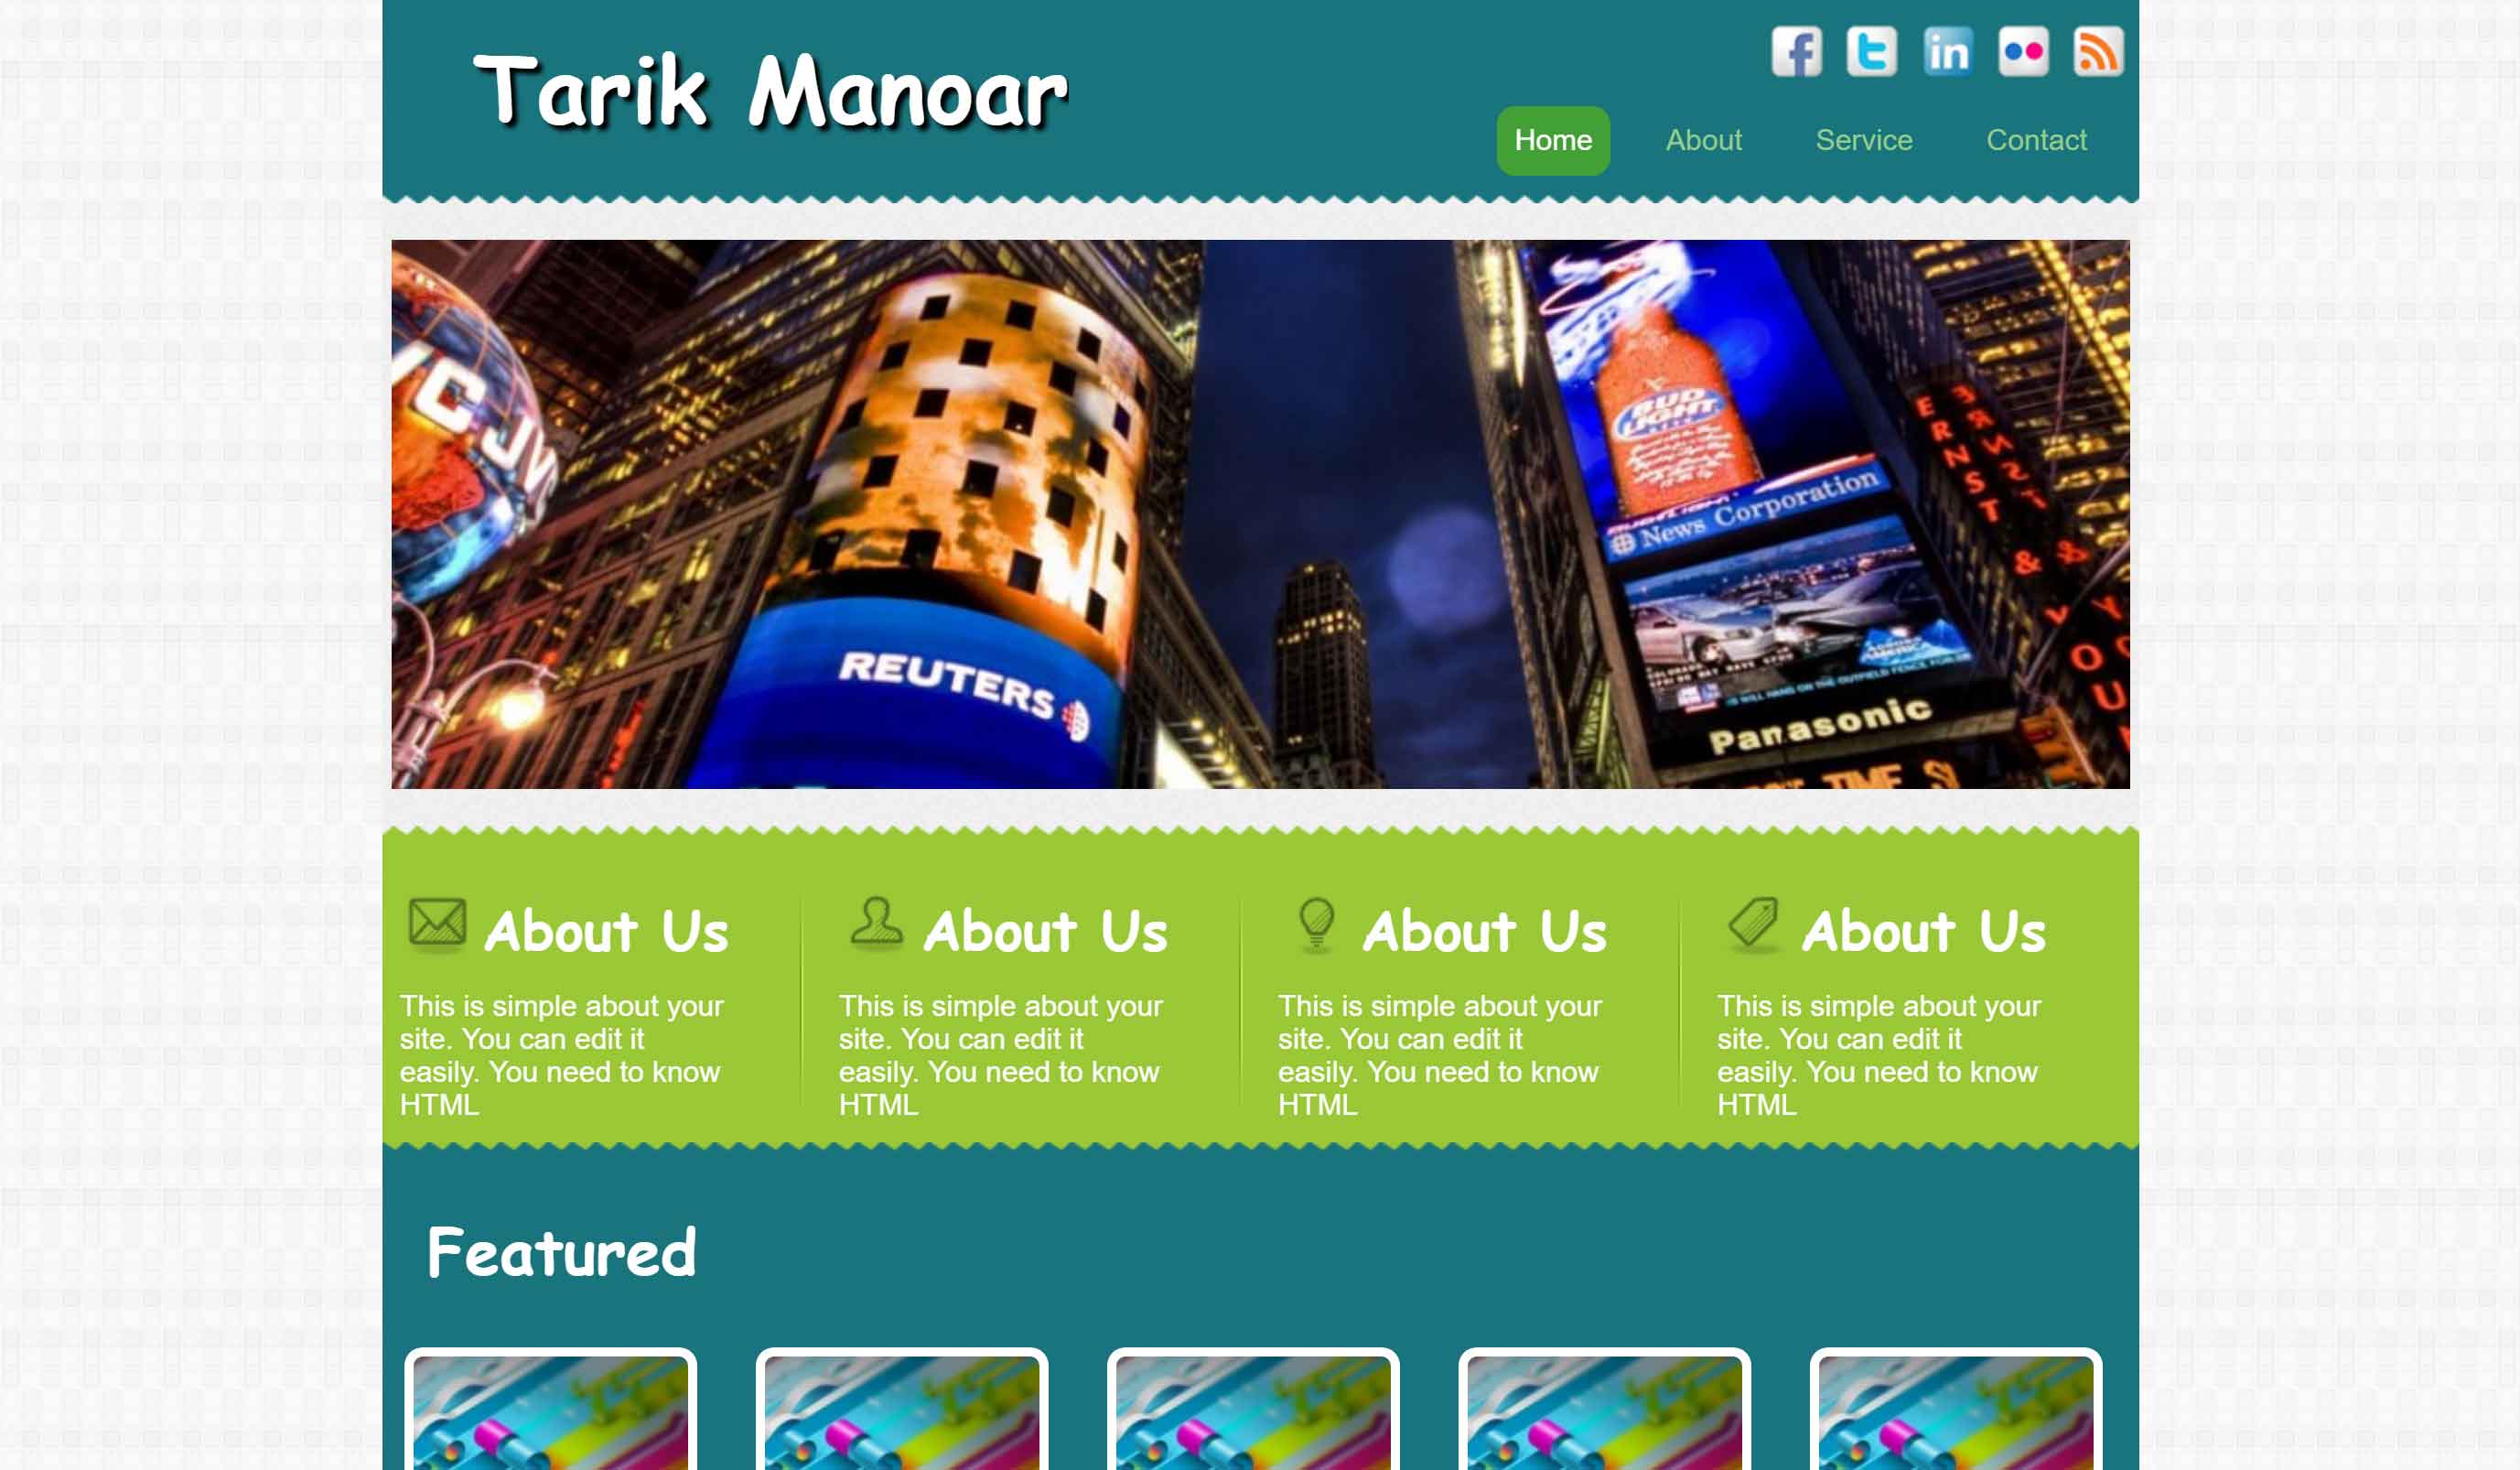 Tarik Manoar
Home
About
Service
Contact
REUTERS
BUD
LIGHT
News Corporation
Panasonic
ERNST
&
TIME
About Us
This is simple about your
site. You can edit it
easily. You need to know
HTML
About Us
This is simple about your
site. You can edit it
easily. You need to know
HTML
About Us
This is simple about your
site. You can edit it
easily. You need to know
HTML
About Us
This is simple about your
site. You can edit it
easily. You need to know
HTML
Featured